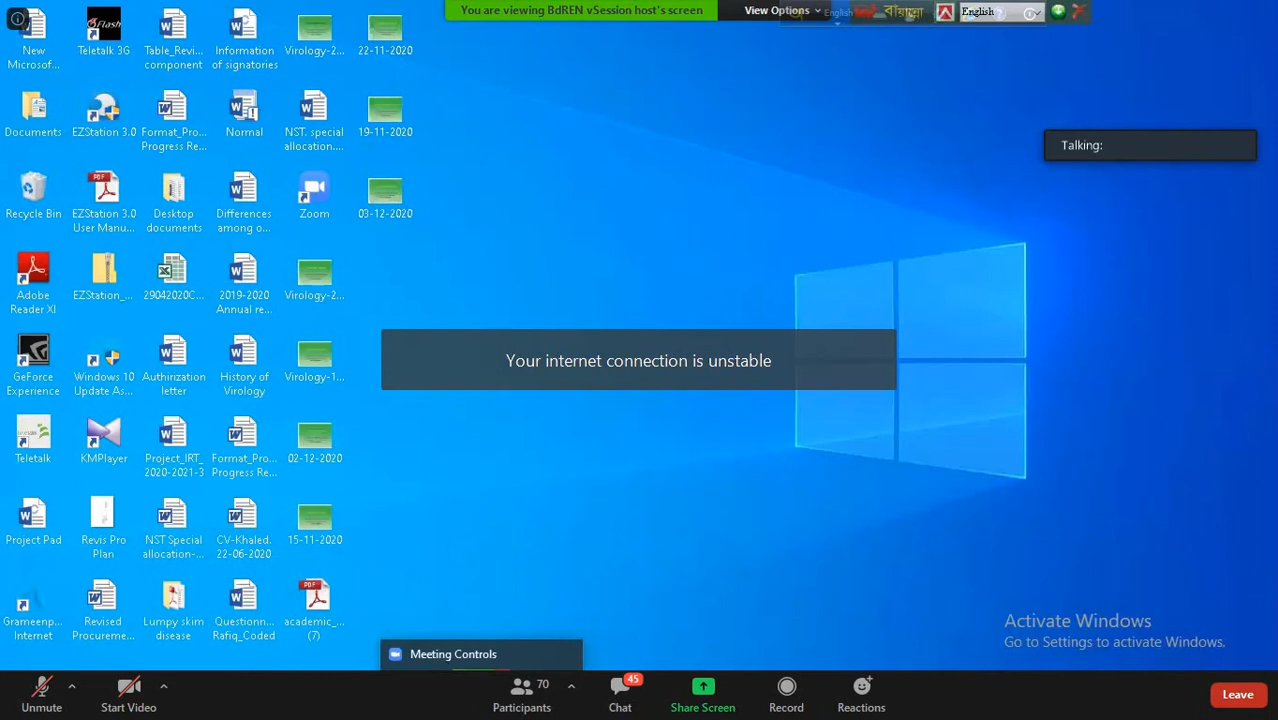 You are viewing BdREN vSession host's screen
View Options
English
English
New
Microsof...
Teletalk 3G
Table_Revi...
component
Information
of signatories
Virology-2...
22-11-2020
Documents
EZStation 3.0
Format_Pro...
Progress Re...
Normal
NST. special
allocation....
19-11-2020
Talking:
Recycle Bin
EZStation 3.0
User Manu...
Desktop
documents
Differences
among o...
Zoom
03-12-2020
Adobe
Reader XI
EZStation_...
29042020C...
2019-2020
Annual re...
Virology-2...
Your internet connection is unstable
GeForce
Experience
Windows 10
Update As...
Authirization
letter
History of
Virology
Virology-1...
Teletalk
KMPlayer
Project_IRT_
2020-2021-3
Format_Pro...
Progress Re...
02-12-2020
Project Pad
Revis Pro
Plan
NST Special
allocation-...
CV-Khaled.
22-06-2020
15-11-2020
Grameenp...
Internet
Revised
Procureme...
Lumpy skim
disease
Questionn...
Rafiq_Coded
academic_...
(7)
Activate Windows
Go to Settings to activate Windows.
Meeting Controls
Unmute
Start Video
70
Participants
45
Chat
Share Screen
Record
Reactions
Leave